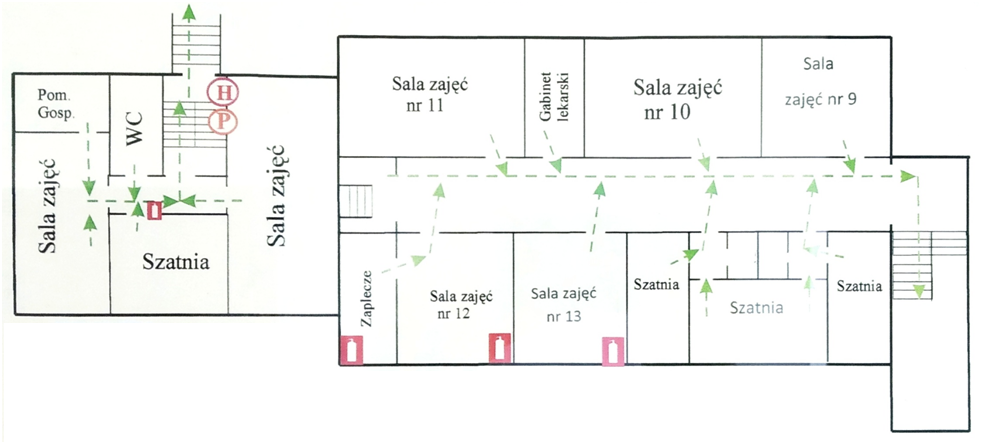 H
P
Pom.
Gosp.
WC
Sala zajęć
Sala zajęć
Szatnia
Sala zajęć
nr 11
Gabinet
lekarski
Sala zajęć
nr 10
Sala
zajęć nr 9
Zaplecze
Sala zajęć
nr 12
Sala zajęć
nr 13
Szatnia
Szatnia
Szatnia